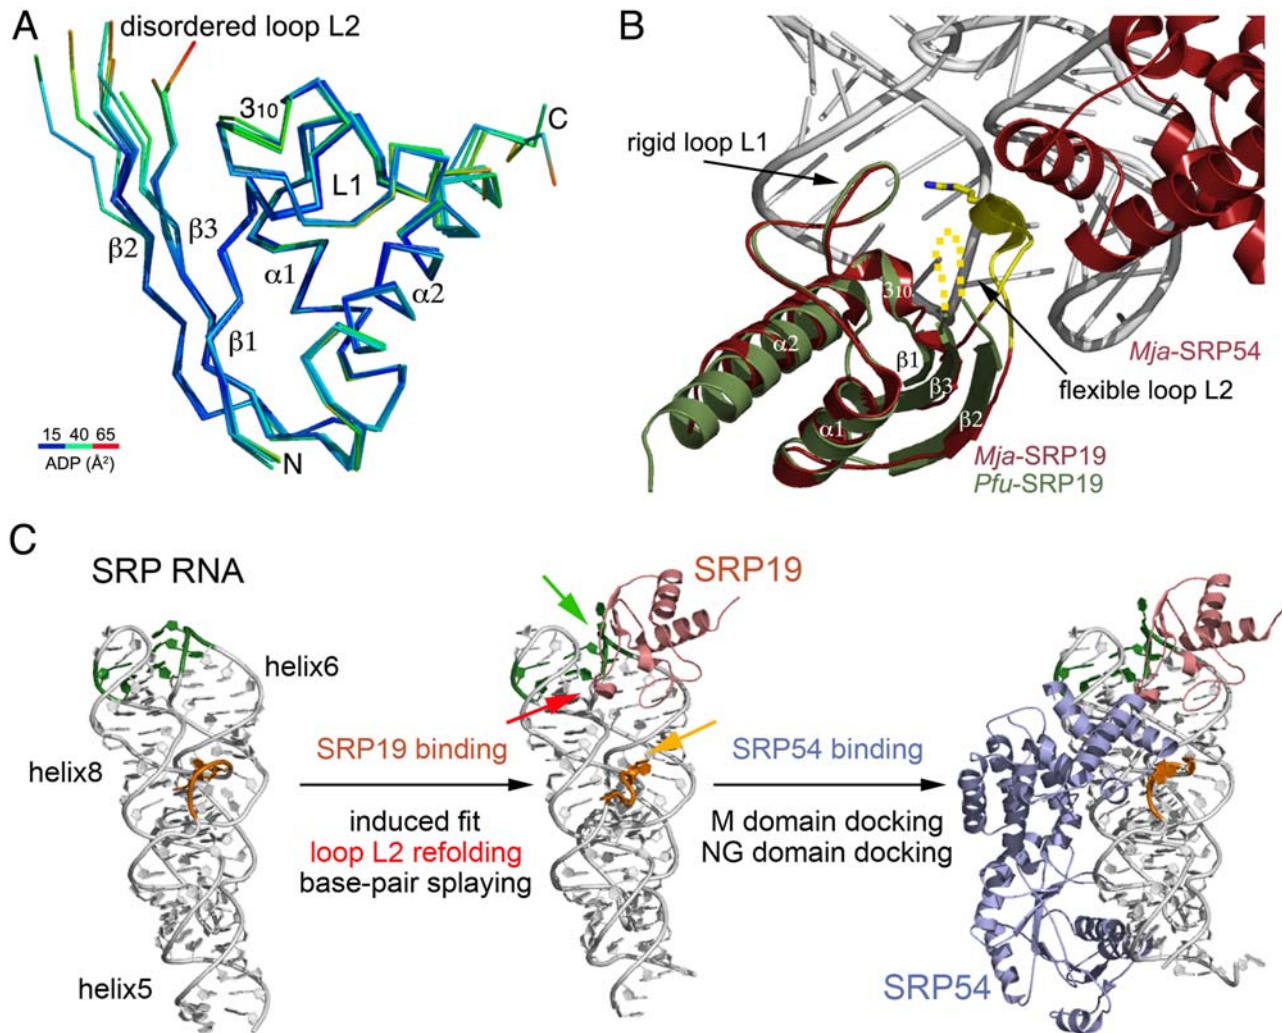 A
disordered loop L2
3₁₀
C
L1
β3
β2
α1
α2
β1
15 40 65
ADP (Å²)
N
B
rigid loop L1
3₁₀
α2
β1
β3
Mja-SRP54
flexible loop L2
α1
β2
Mja-SRP19
Pfu-SRP19
C
SRP RNA
SRP19
helix6
SRP19 binding
SRP54 binding
helix8
induced fit
M domain docking
loop L2 refolding
NG domain docking
base-pair splaying
helix5
SRP54